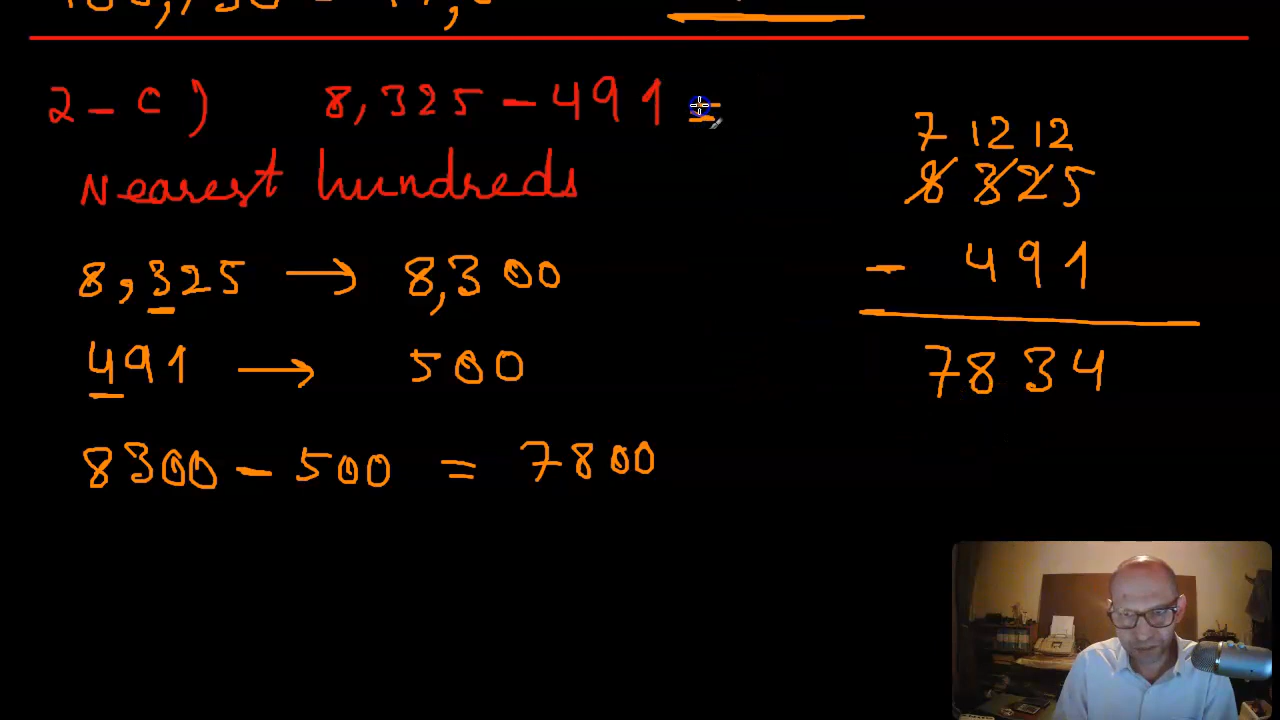 2 - c) 8,325 - 491 =
Nearest hundreds
8,325 → 8,300
491 → 500
8300 - 500 = 7800
7 12 12
8325
- 491
7834